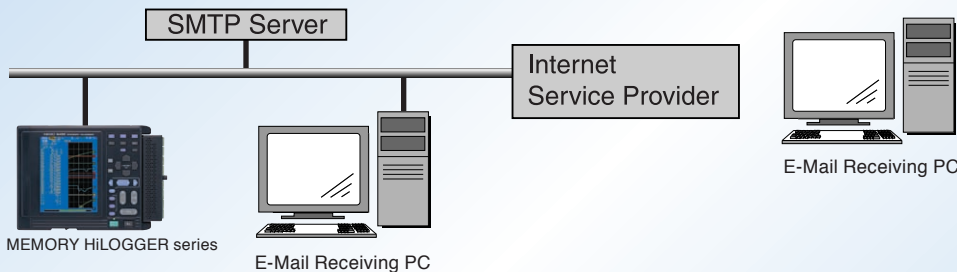 SMTP Server
Internet
Service Provider
E-Mail Receiving PC
MEMORY HiLOGGER series
E-Mail Receiving PC